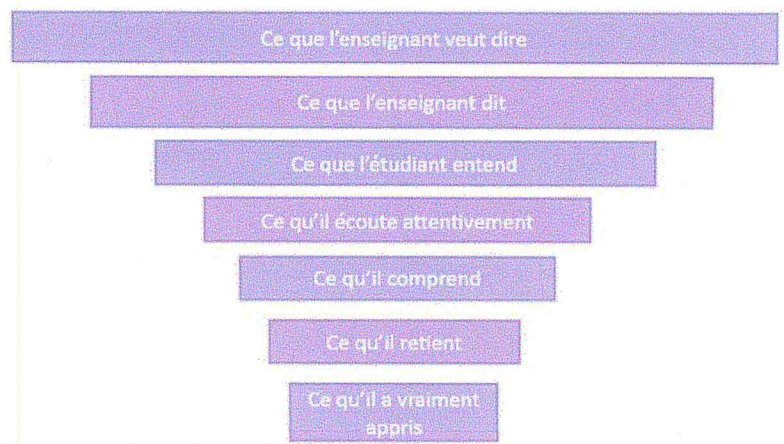 Ce que l'enseignant veut dire
Ce que l'enseignant dit
Ce que l'étudiant entend
Ce qu'il écoute attentivement
Ce qu'il comprend
Ce qu'il retient
Ce qu'il a vraiment
appris